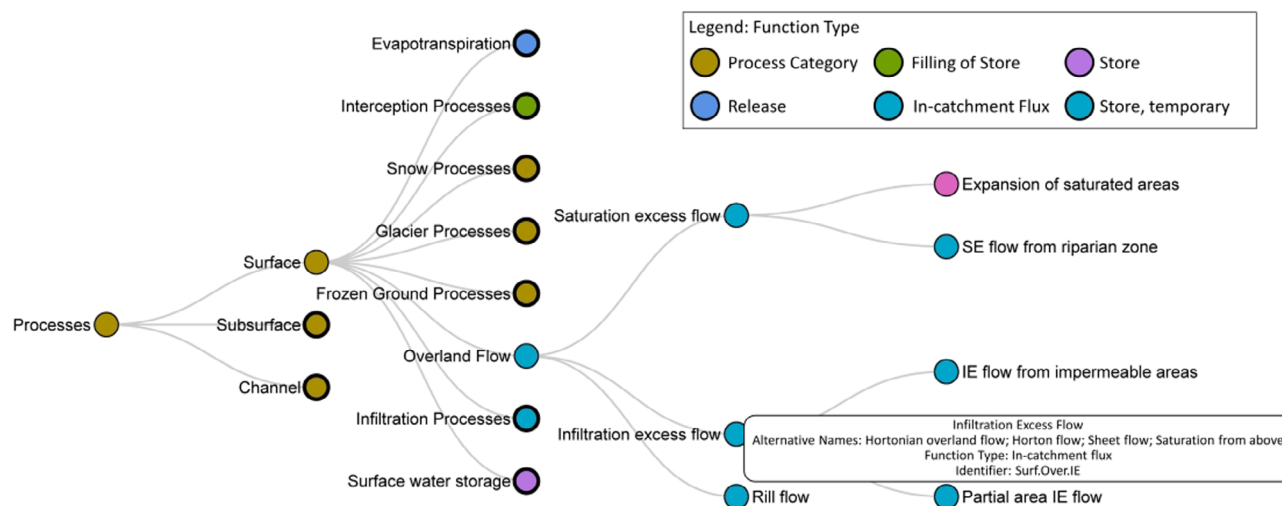 Legend: Function Type
Process Category
Filling of Store
Store
Release
In-catchment Flux
Store, temporary
Evapotranspiration
Interception Processes
Snow Processes
Expansion of saturated areas
Saturation excess flow
Glacier Processes
SE flow from riparian zone
Surface
Frozen Ground Processes
Processes
Subsurface
Overland Flow
IE flow from impermeable areas
Channel
Infiltration Processes
Infiltration excess flow
Infiltration Excess Flow
Alternative Names: Hortonian overland flow; Horton flow; Sheet flow; Saturation from above
Function Type: In-catchment flux
Identifier: Surf.Over.IE
Surface water storage
Rill flow
Partial area IE flow